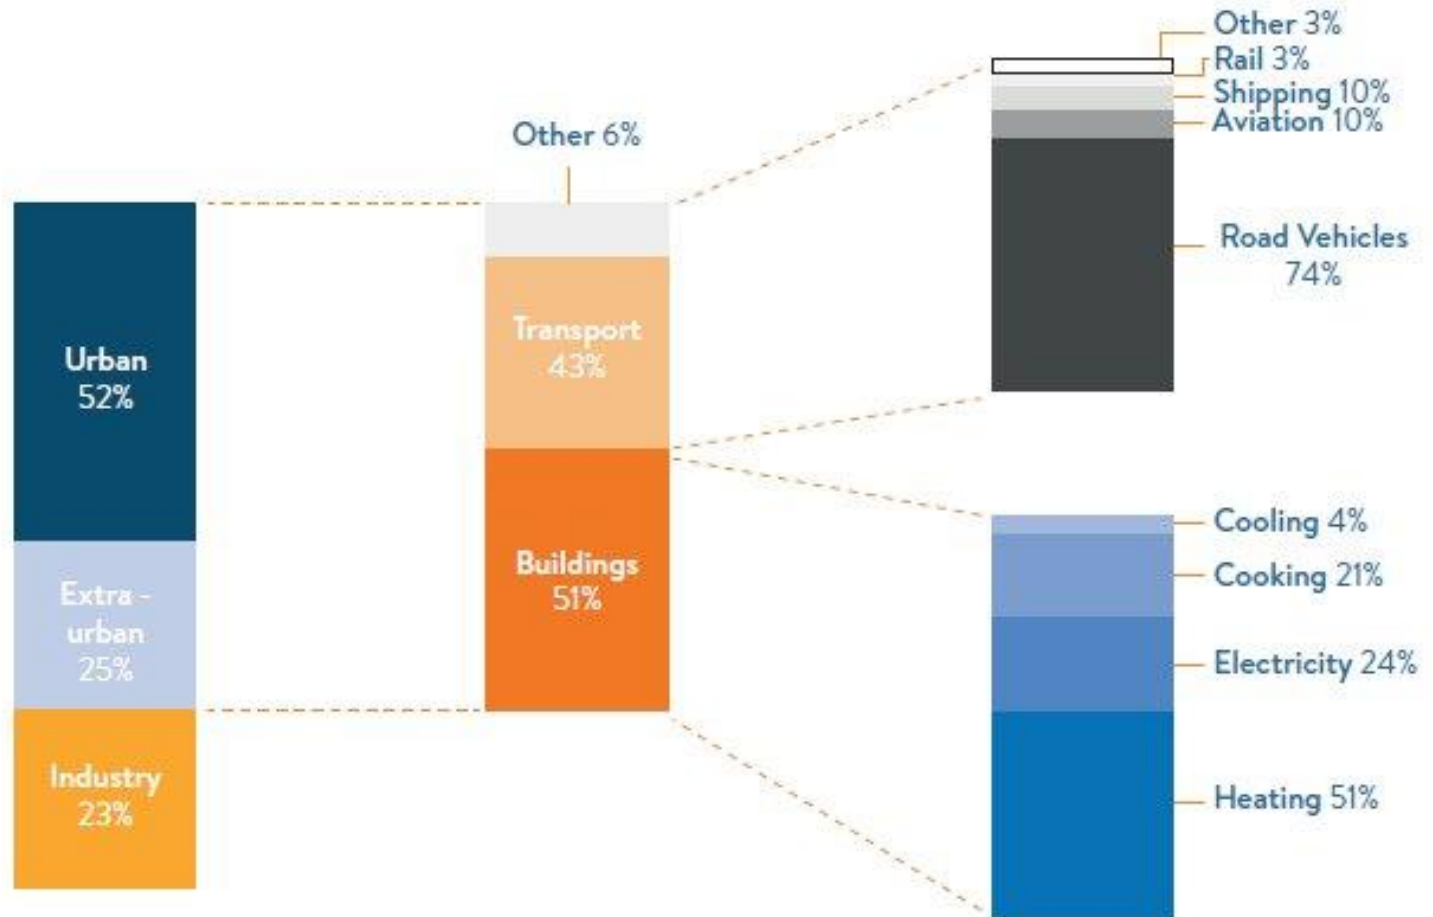 Urban
52%
Extra -
urban
25%
Industry
23%
Other 6%
Transport
43%
Buildings
51%
Other 3%
Rail 3%
Shipping 10%
Aviation 10%
Road Vehicles
74%
Cooling 4%
Cooking 21%
Electricity 24%
Heating 51%